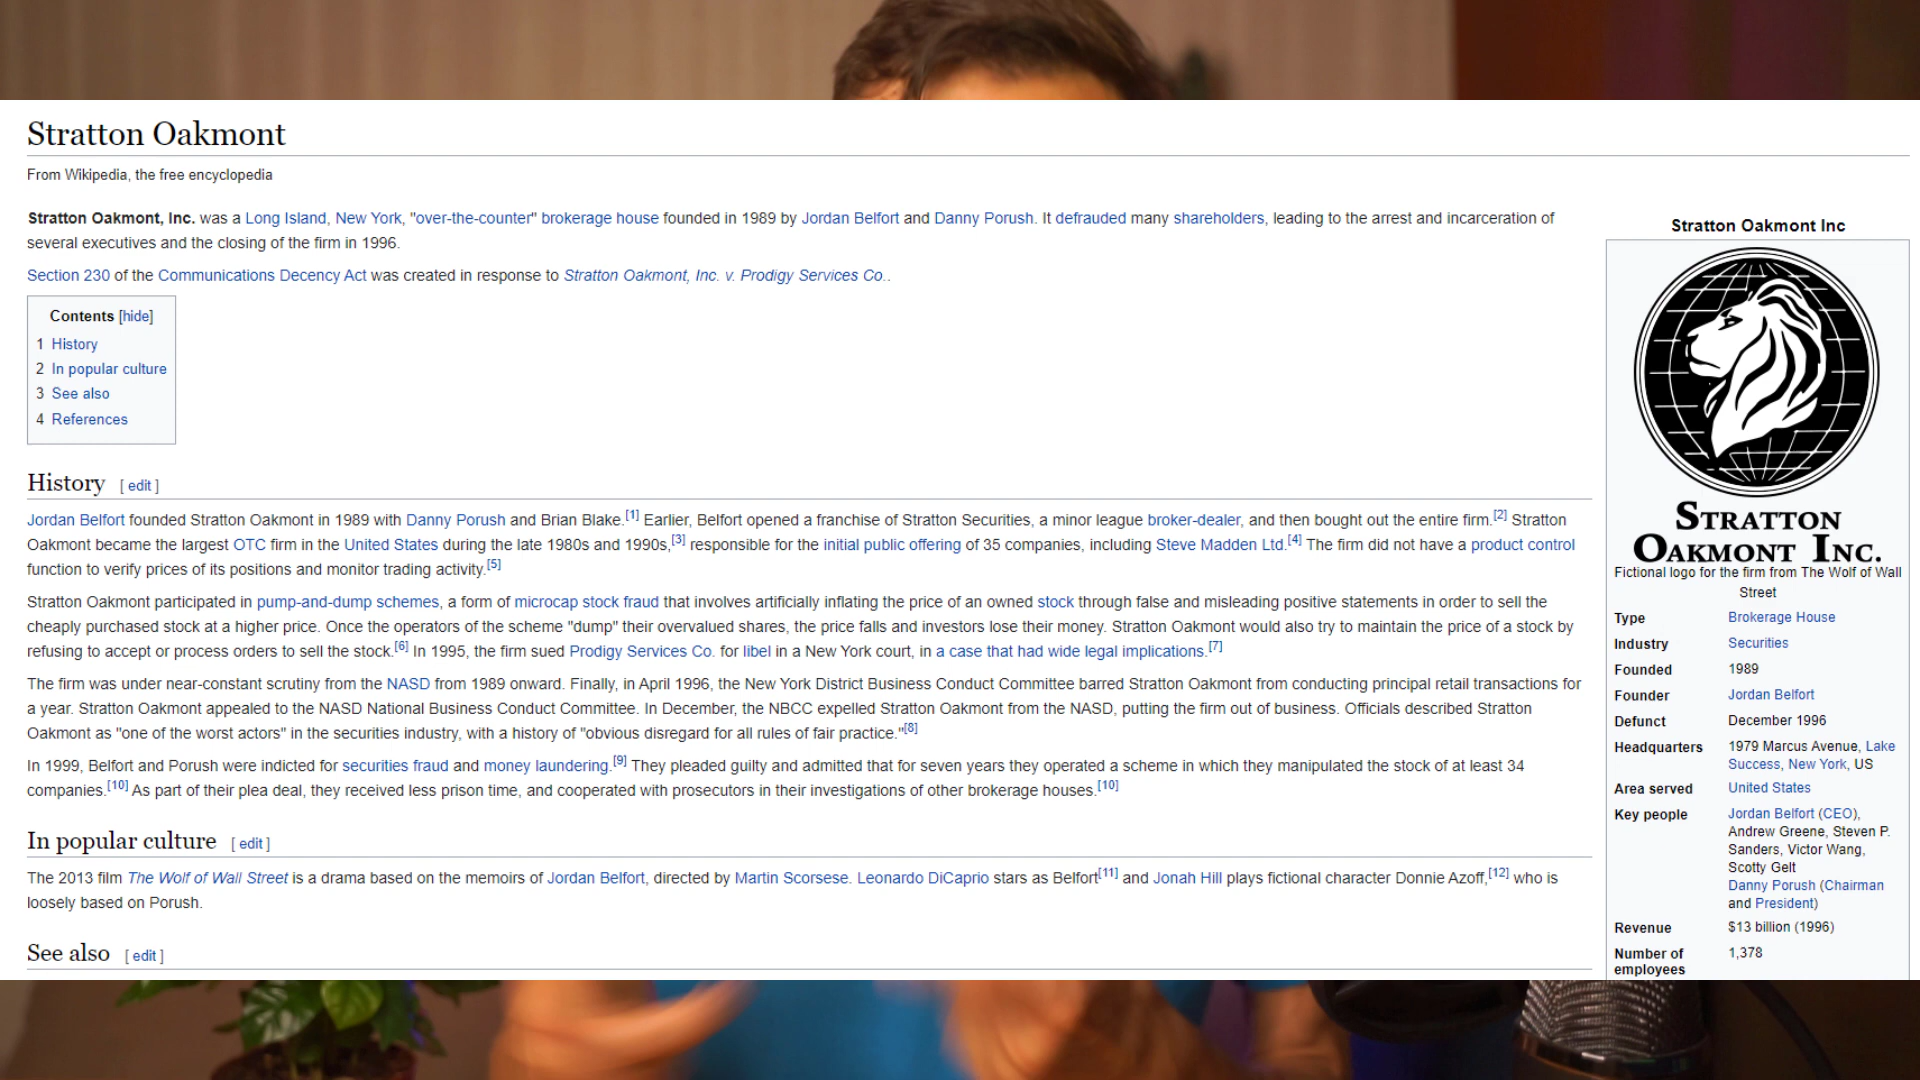 Stratton Oakmont
From Wikipedia, the free encyclopedia
Stratton Oakmont, Inc. was a Long Island, New York, "over-the-counter" brokerage house founded in 1989 by Jordan Belfort and Danny Porush. It defrauded many shareholders, leading to the arrest and incarceration of
several executives and the closing of the firm in 1996.
Section 230 of the Communications Decency Act was created in response to Stratton Oakmont, Inc. v. Prodigy Services Co..
Contents [hide]
1 History
2 In popular culture
3 See also
4 References
History [ edit ]
Jordan Belfort founded Stratton Oakmont in 1989 with Danny Porush and Brian Blake.[1] Earlier, Belfort opened a franchise of Stratton Securities, a minor league broker-dealer, and then bought out the entire firm.[2] Stratton
Oakmont became the largest OTC firm in the United States during the late 1980s and 1990s,[3] responsible for the initial public offering of 35 companies, including Steve Madden Ltd.[4] The firm did not have a product control
function to verify prices of its positions and monitor trading activity.[5]
Stratton Oakmont participated in pump-and-dump schemes, a form of microcap stock fraud that involves artificially inflating the price of an owned stock through false and misleading positive statements in order to sell the
cheaply purchased stock at a higher price. Once the operators of the scheme "dump" their overvalued shares, the price falls and investors lose their money. Stratton Oakmont would also try to maintain the price of a stock by
refusing to accept or process orders to sell the stock.[6] In 1995, the firm sued Prodigy Services Co. for libel in a New York court, in a case that had wide legal implications.[7]
The firm was under near-constant scrutiny from the NASD from 1989 onward. Finally, in April 1996, the New York District Business Conduct Committee barred Stratton Oakmont from conducting principal retail transactions for
a year. Stratton Oakmont appealed to the NASD National Business Conduct Committee. In December, the NBCC expelled Stratton Oakmont from the NASD, putting the firm out of business. Officials described Stratton
Oakmont as "one of the worst actors" in the securities industry, with a history of "obvious disregard for all rules of fair practice."[8]
In 1999, Belfort and Porush were indicted for securities fraud and money laundering.[9] They pleaded guilty and admitted that for seven years they operated a scheme in which they manipulated the stock of at least 34
companies.[10] As part of their plea deal, they received less prison time, and cooperated with prosecutors in their investigations of other brokerage houses.[10]
In popular culture [ edit ]
The 2013 film The Wolf of Wall Street is a drama based on the memoirs of Jordan Belfort, directed by Martin Scorsese. Leonardo DiCaprio stars as Belfort[11] and Jonah Hill plays fictional character Donnie Azoff,[12] who is
loosely based on Porush.
See also [ edit ]
Stratton Oakmont Inc
STRATTON
OAKMONT INC.
Fictional logo for the firm from The Wolf of Wall
Street
Type Brokerage House
Industry Securities
Founded 1989
Founder Jordan Belfort
Defunct December 1996
Headquarters 1979 Marcus Avenue, Lake
Success, New York, US
Area served United States
Key people Jordan Belfort (CEO),
Andrew Greene, Steven P.
Sanders, Victor Wang,
Scotty Gelt
Danny Porush (Chairman
and President)
Revenue $13 billion (1996)
Number of 1,378
employees